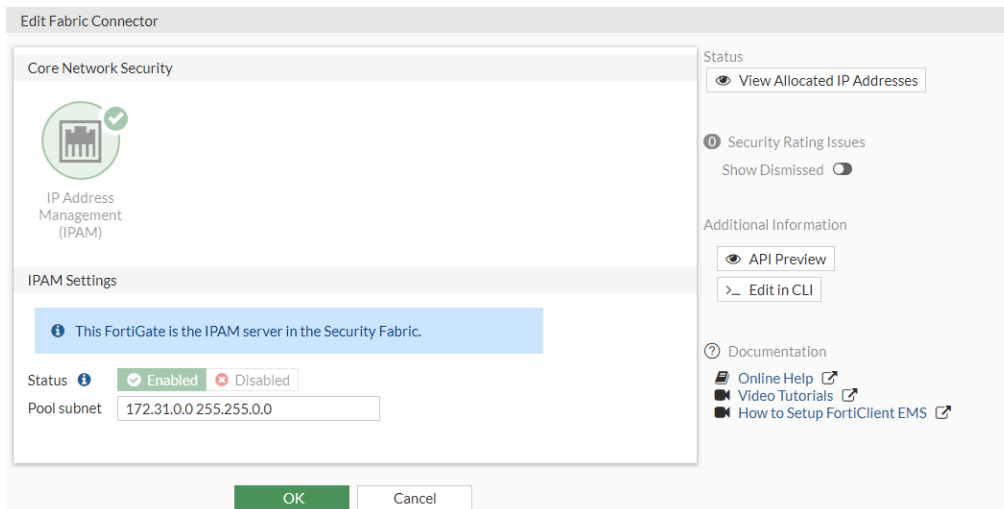 Edit Fabric Connector
Core Network Security
IP Address
Management
(IPAM)
IPAM Settings
This FortiGate is the IPAM server in the Security Fabric.
Status Enabled Disabled
Pool subnet 172.31.0.0 255.255.0.0
OK Cancel
Status
View Allocated IP Addresses
0 Security Rating Issues
Show Dismissed
Additional Information
API Preview
>_ Edit in CLI
Documentation
Online Help
Video Tutorials
How to Setup FortiClient EMS